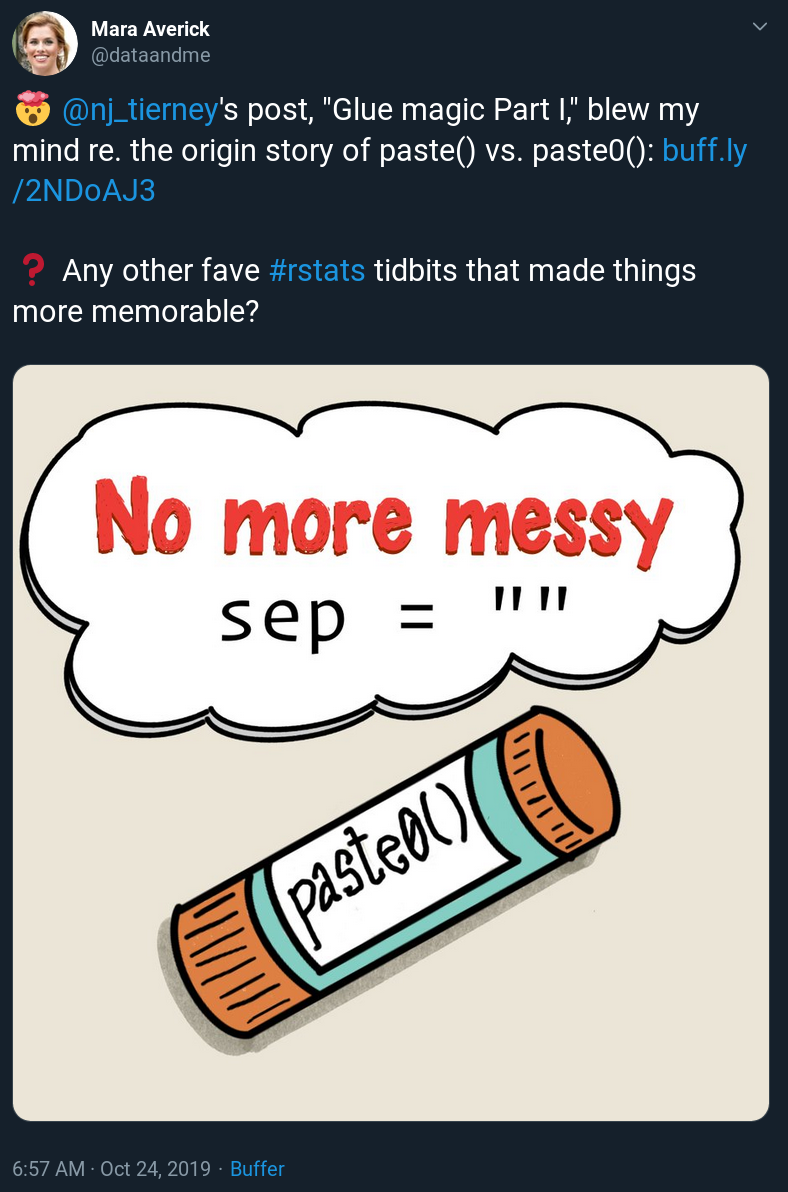 Mara Averick
@dataandme
🤯 @nj_tierney's post, "Glue magic Part I," blew my
mind re. the origin story of paste() vs. paste0(): buff.ly
/2NDoAJ3
❓ Any other fave #rstats tidbits that made things
more memorable?
No more messy
sep = ""
paste0()
6:57 AM · Oct 24, 2019 · Buffer